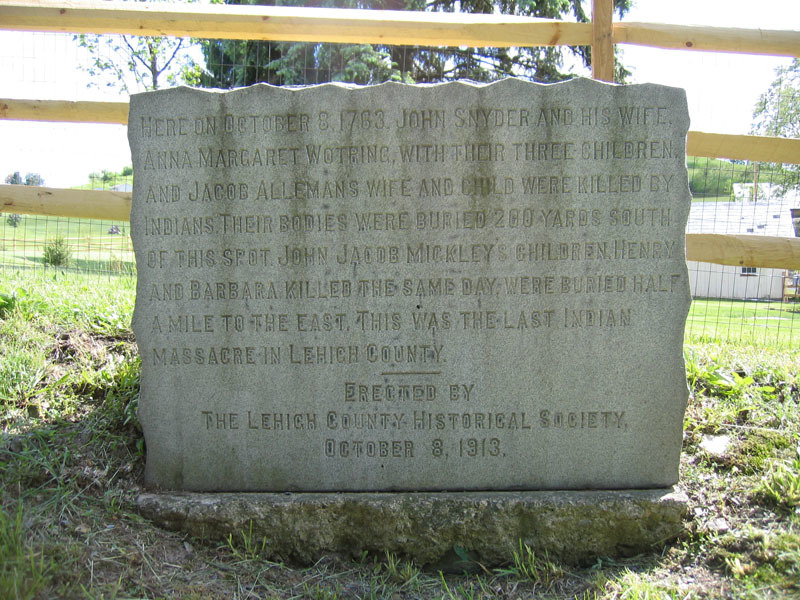 HERE ON OCTOBER 8, 1763, JOHN SNYDER AND HIS WIFE,
ANNA MARGARET WOTRING, WITH THEIR THREE CHILDREN,
AND JACOB ALLEMAN'S WIFE AND CHILD WERE KILLED BY
INDIANS. THEIR BODIES WERE BURIED 200 YARDS SOUTH
OF THIS SPOT. JOHN JACOB MICKLEY'S CHILDREN, HENRY
AND BARBARA, KILLED THE SAME DAY, WERE BURIED HALF
A MILE TO THE EAST. THIS WAS THE LAST INDIAN
MASSACRE IN LEHIGH COUNTY.
ERECTED BY
THE LEHIGH COUNTY HISTORICAL SOCIETY,
OCTOBER 8, 1913.